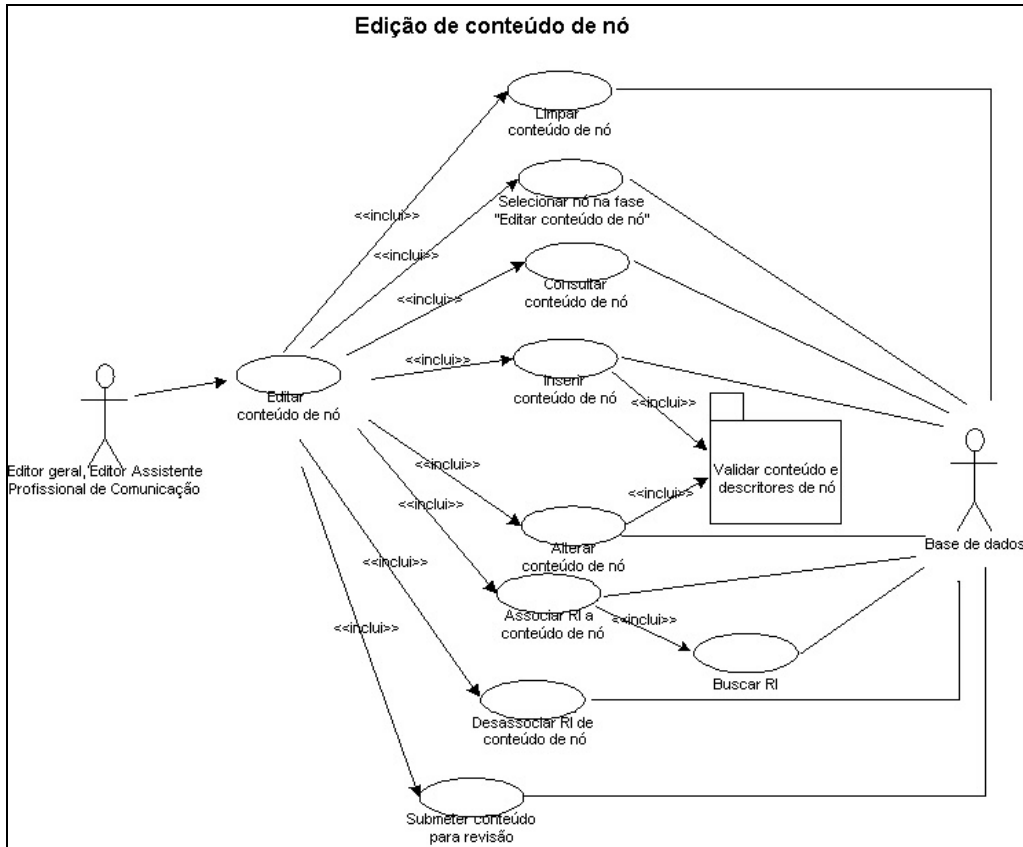 Edição de conteúdo de nó
Limpar
conteúdo de nó
<<inclui>>
Selecionar nó na fase
"Editar conteúdo de nó"
<<inclui>>
Consultar
conteúdo de nó
<<inclui>>
Inserir
conteúdo de nó
<<inclui>>
<<inclui>>
Editar
conteúdo de nó
Editor geral, Editor Assistente
Profissional de Comunicação
Validar conteúdo e
descritores de nó
<<inclui>>
<<inclui>>
Alterar
conteúdo de nó
Base de dados
<<inclui>>
Associar RI a
conteúdo de nó
<<inclui>>
Buscar RI
<<inclui>>
Desassociar RI de
conteúdo de nó
<<inclui>>
Submeter conteúdo
para revisão